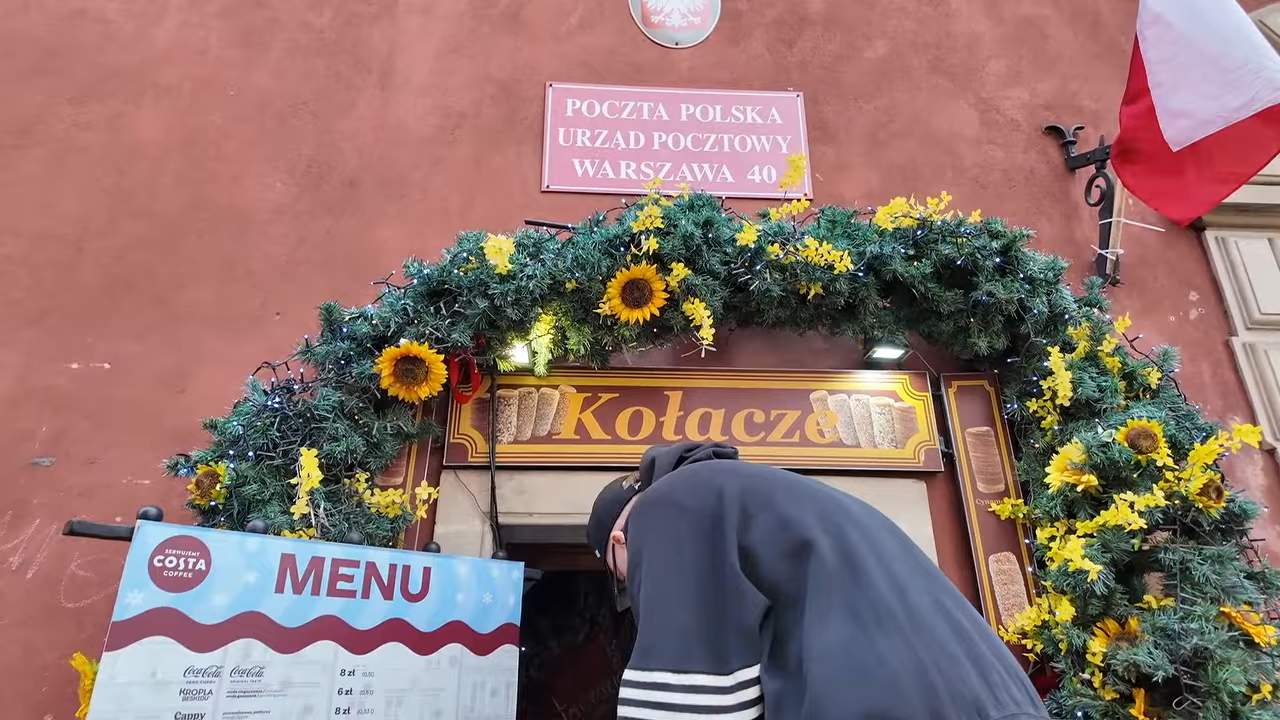 POCZTA POLSKA
URZĄD POCZTOWY
WARSZAWA 40
Kołacze
SERWUJEMY
COSTA
COFFEE
MENU
Coca-Cola Coca-Cola 8 zł
KROPLA 6 zł
BESKIDU
Cappy 8 zł